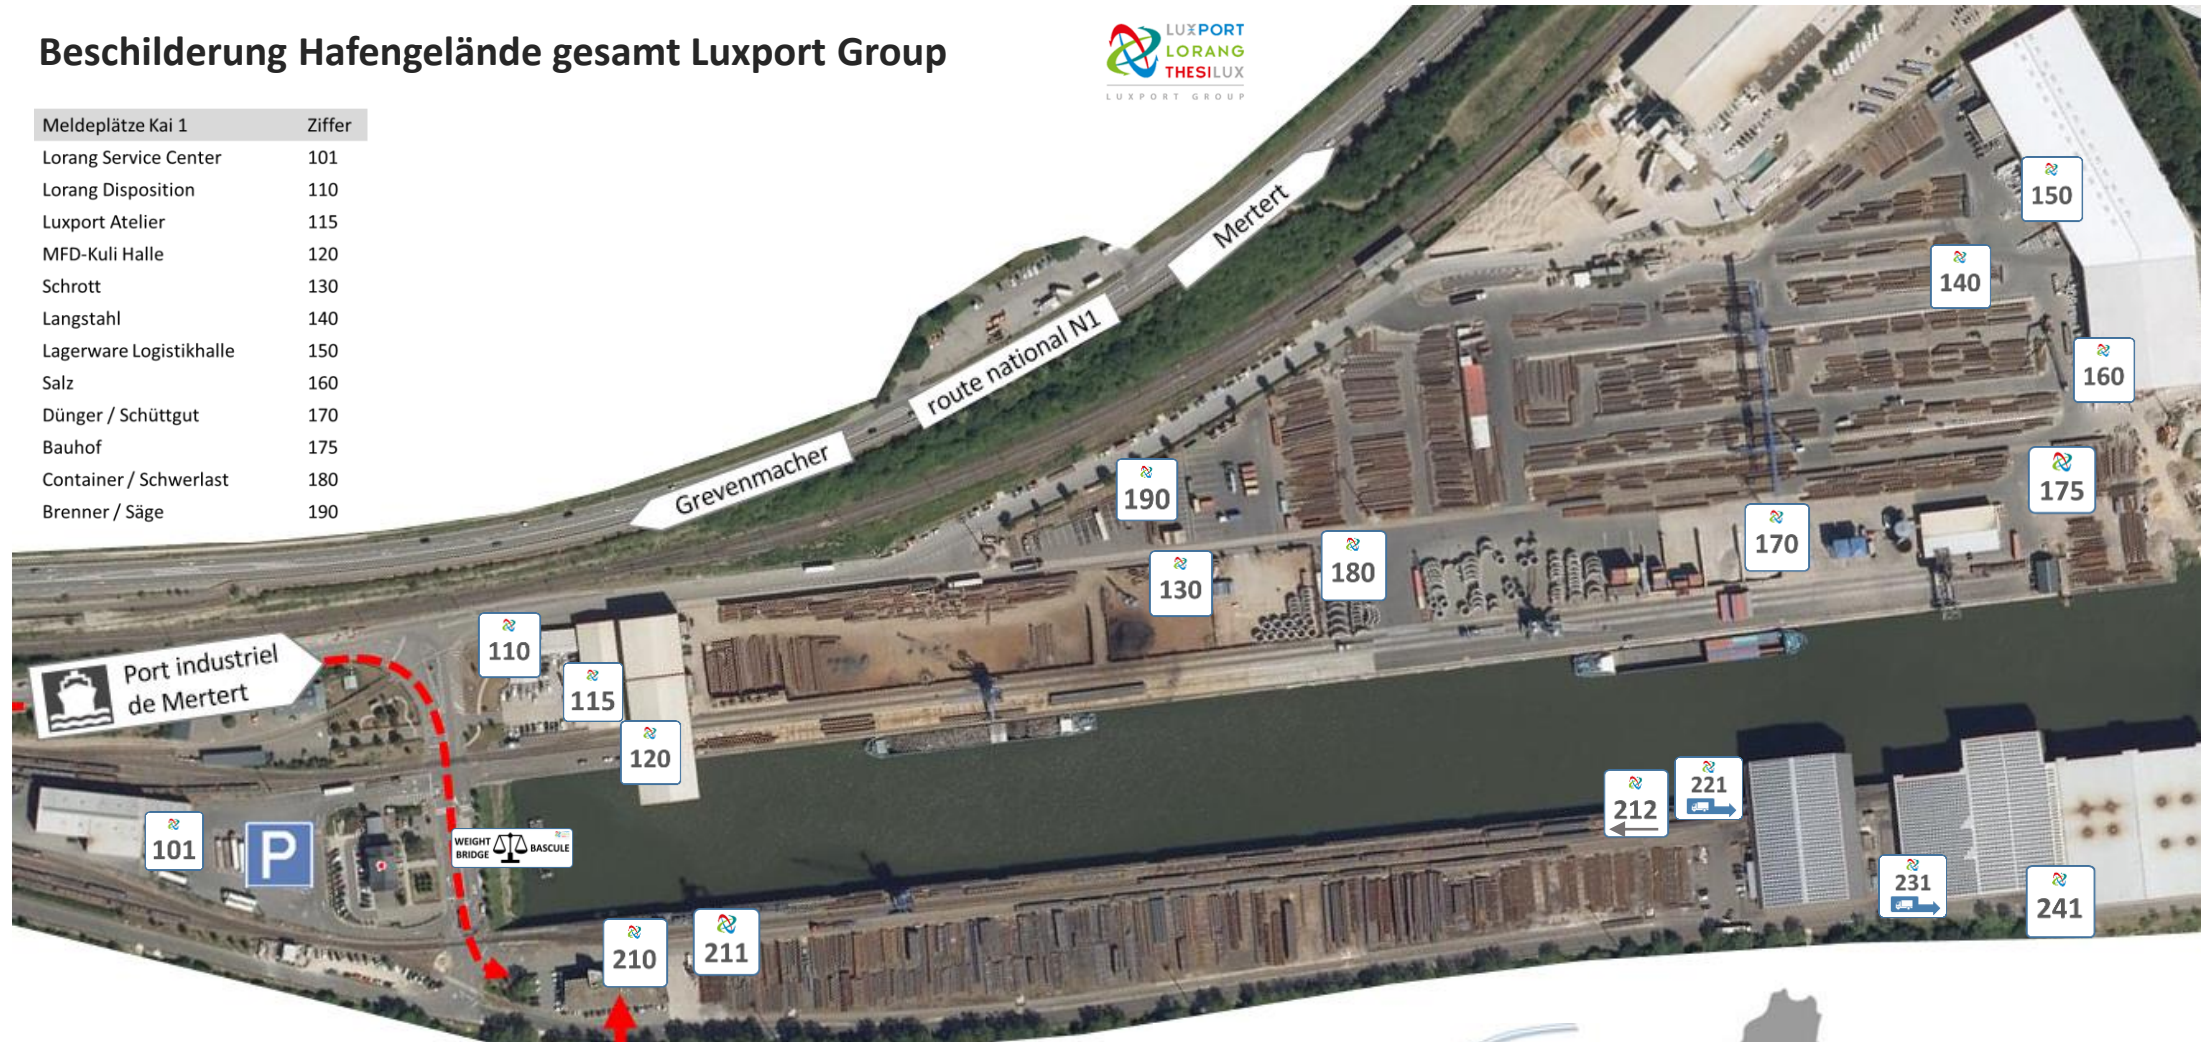 Beschilderung Hafengelände gesamt Luxport Group
LUXPORT
LORANG
THESILUX
LUXPORT GROUP
Meldeplätze Kai 1 Ziffer
Lorang Service Center 101
Lorang Disposition 110
Luxport Atelier 115
MFD-Kuli Halle 120
Schrott 130
Langstahl 140
Lagerware Logistikhalle 150
Salz 160
Dünger / Schüttgut 170
Bauhof 175
Container / Schwerlast 180
Brenner / Säge 190
Mertert
route national N1
Grevenmacher
150
140
160
175
190
170
180
130
110
115
120
Port industriel
de Mertert
101
P
WEIGHT
BRIDGE
BASCULE
212
221
231
241
210
211